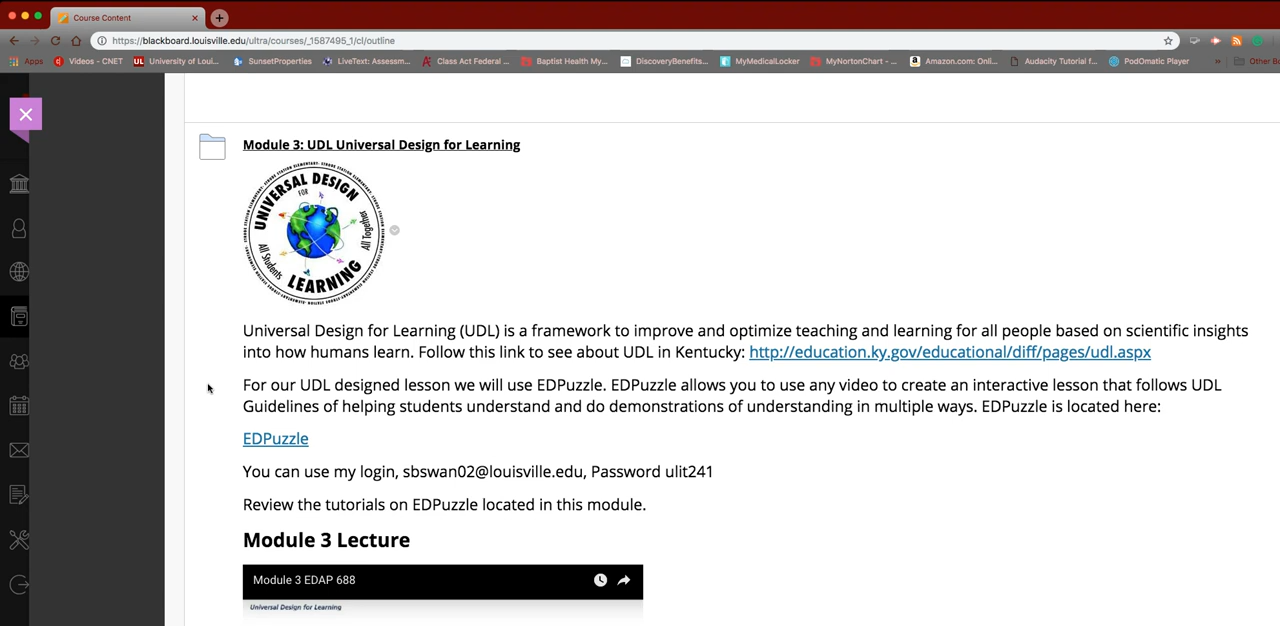 Course Content
https://blackboard.louisville.edu/ultra/courses/_1587495_1/cl/outline
Apps Videos - CNET University of Loui... SunsetProperties LiveText: Assessm... Class Act Federal ... Baptist Health My... DiscoveryBenefits... MyMedicalLocker MyNortonChart - ... Amazon.com: Onli... Audacity Tutorial f... PodOmatic Player » Other Bo
Module 3: UDL Universal Design for Learning
UNIVERSAL DESIGN
FOR
All Students
All Together
LEARNING
Universal Design for Learning (UDL) is a framework to improve and optimize teaching and learning for all people based on scientific insights
into how humans learn. Follow this link to see about UDL in Kentucky: http://education.ky.gov/educational/diff/pages/udl.aspx
For our UDL designed lesson we will use EDPuzzle. EDPuzzle allows you to use any video to create an interactive lesson that follows UDL
Guidelines of helping students understand and do demonstrations of understanding in multiple ways. EDPuzzle is located here:
EDPuzzle
You can use my login, sbswan02@louisville.edu, Password ulit241
Review the tutorials on EDPuzzle located in this module.
Module 3 Lecture
Module 3 EDAP 688
Universal Design for Learning